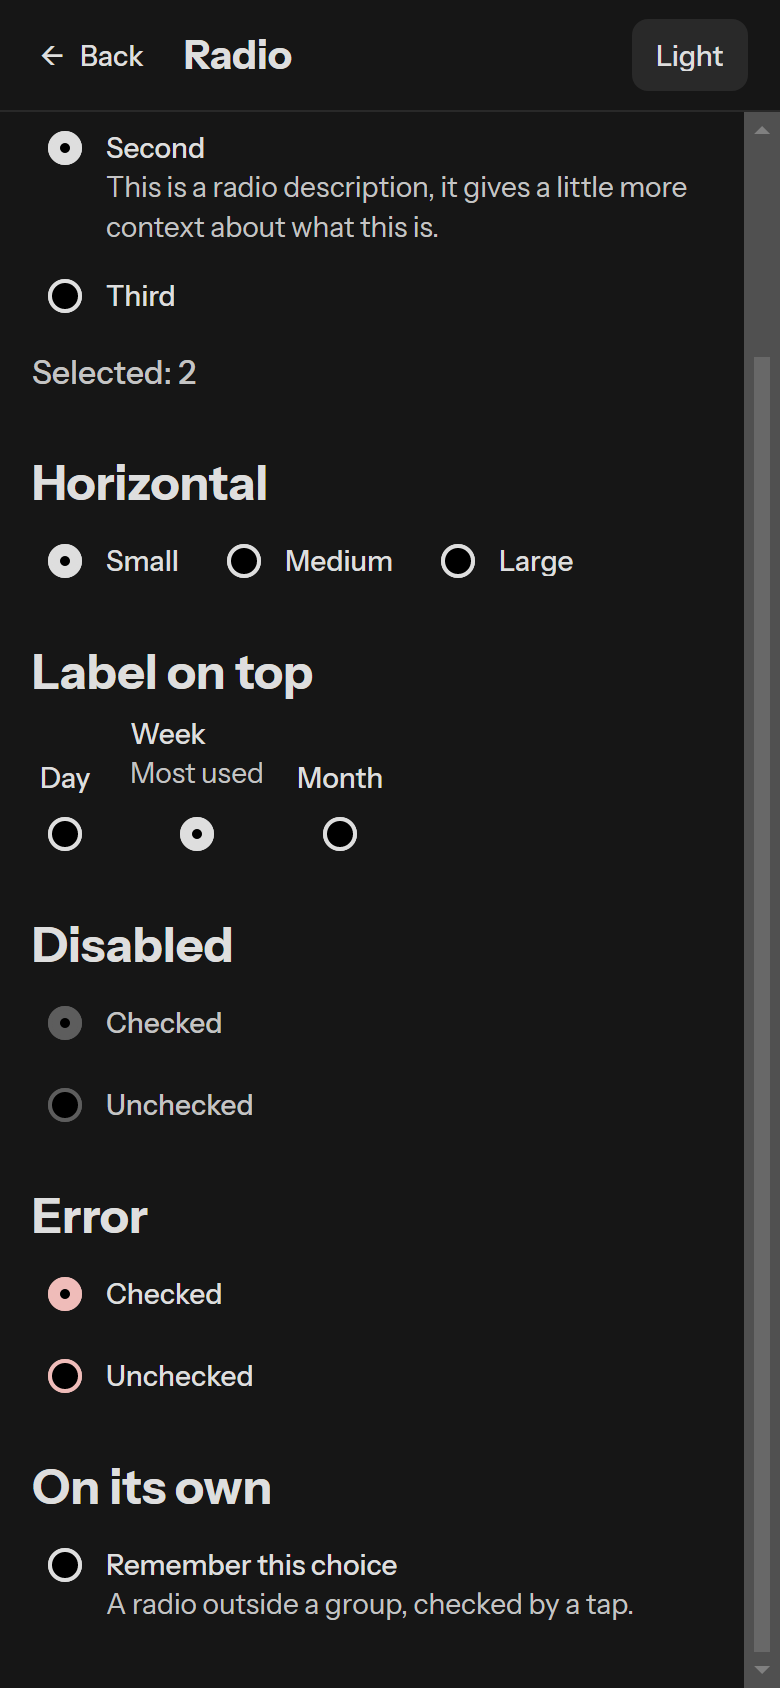 ← Back Radio Light
Second
This is a radio description, it gives a little more
context about what this is.
Third
Selected: 2
Horizontal
Small Medium Large
Label on top
Week
Day Most used Month
Disabled
Checked
Unchecked
Error
Checked
Unchecked
On its own
Remember this choice
A radio outside a group, checked by a tap.